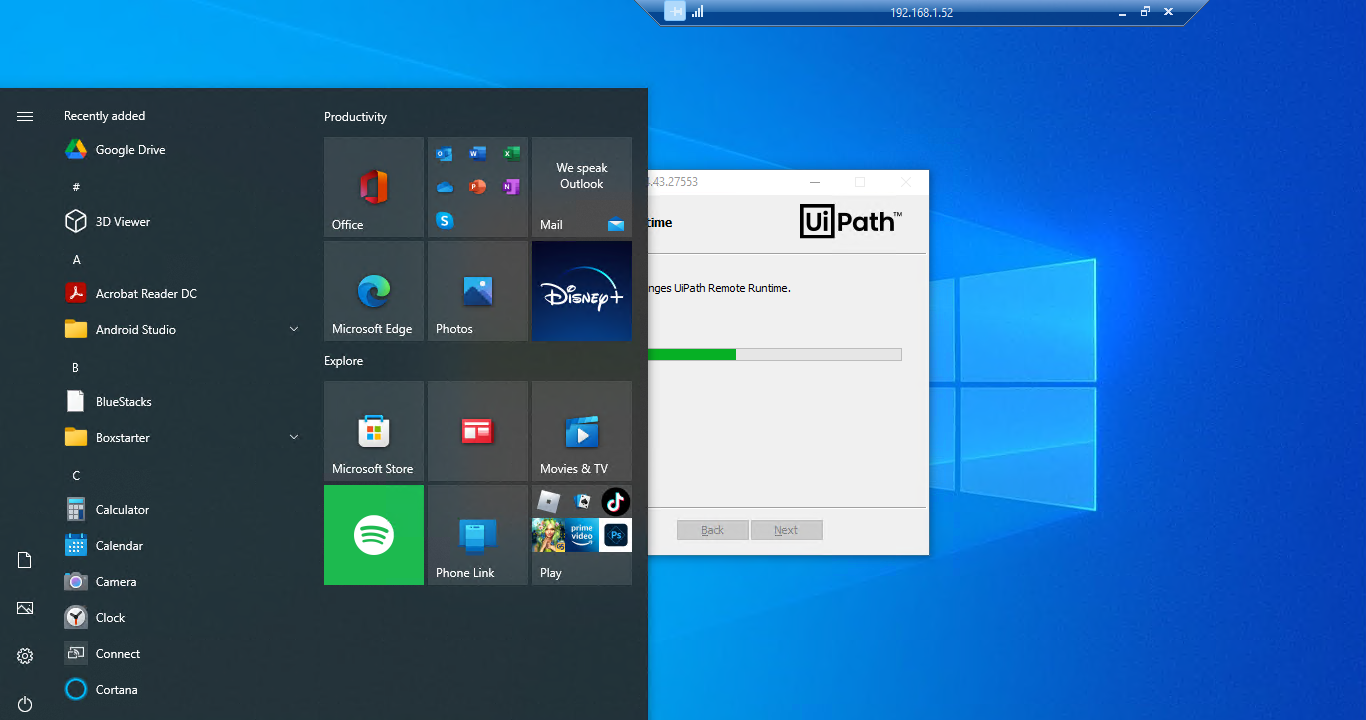 192.168.1.52
Recently added
Google Drive
#
3D Viewer
A
Acrobat Reader DC
Android Studio
B
BlueStacks
Boxstarter
C
Calculator
Calendar
Camera
Clock
Connect
Cortana
Productivity
Office
We speak
Outlook
Mail
Microsoft Edge
Photos
Disney+
Explore
Microsoft Store
Movies & TV
Phone Link
prime
video
Ps
Play
.43.27553
time
UiPath™
nges UiPath Remote Runtime.
Back
Next